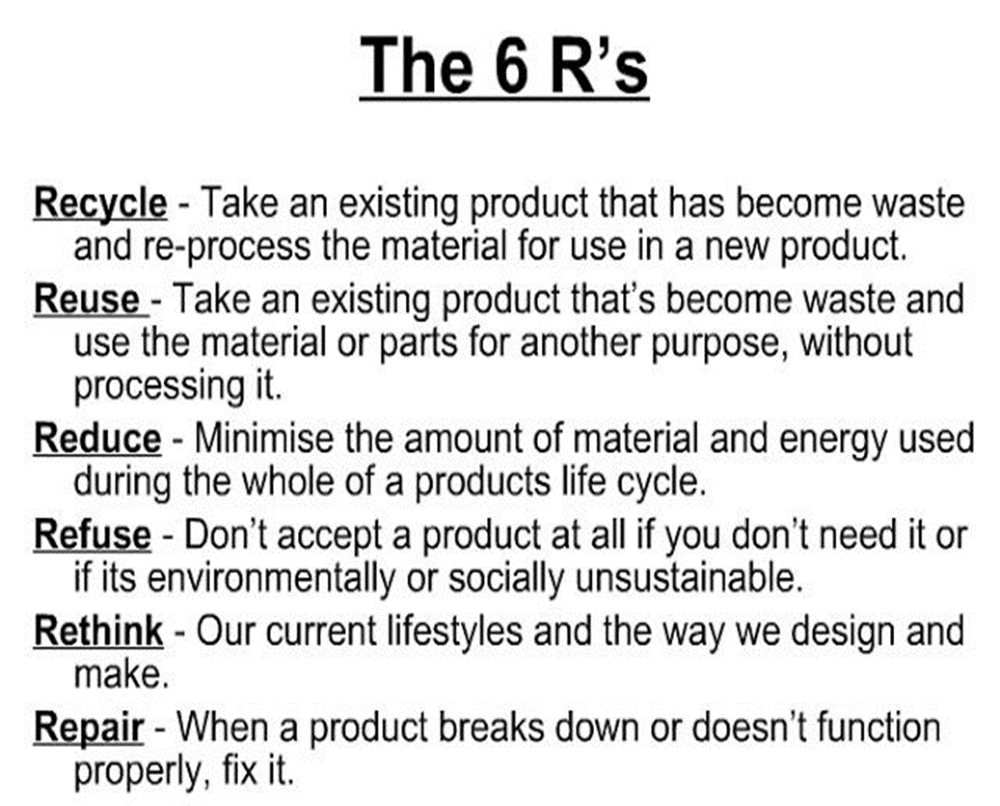 The 6 R’s
Recycle - Take an existing product that has become waste
and re-process the material for use in a new product.
Reuse - Take an existing product that’s become waste and
use the material or parts for another purpose, without
processing it.
Reduce - Minimise the amount of material and energy used
during the whole of a products life cycle.
Refuse - Don’t accept a product at all if you don’t need it or
if its environmentally or socially unsustainable.
Rethink - Our current lifestyles and the way we design and
make.
Repair - When a product breaks down or doesn’t function
properly, fix it.